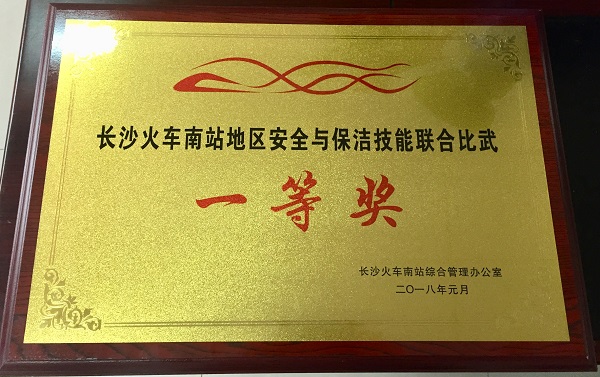 长沙火车南站地区安全与保洁技能联合比武
一等奖
长沙火车南站综合管理办公室
二〇一八年元月